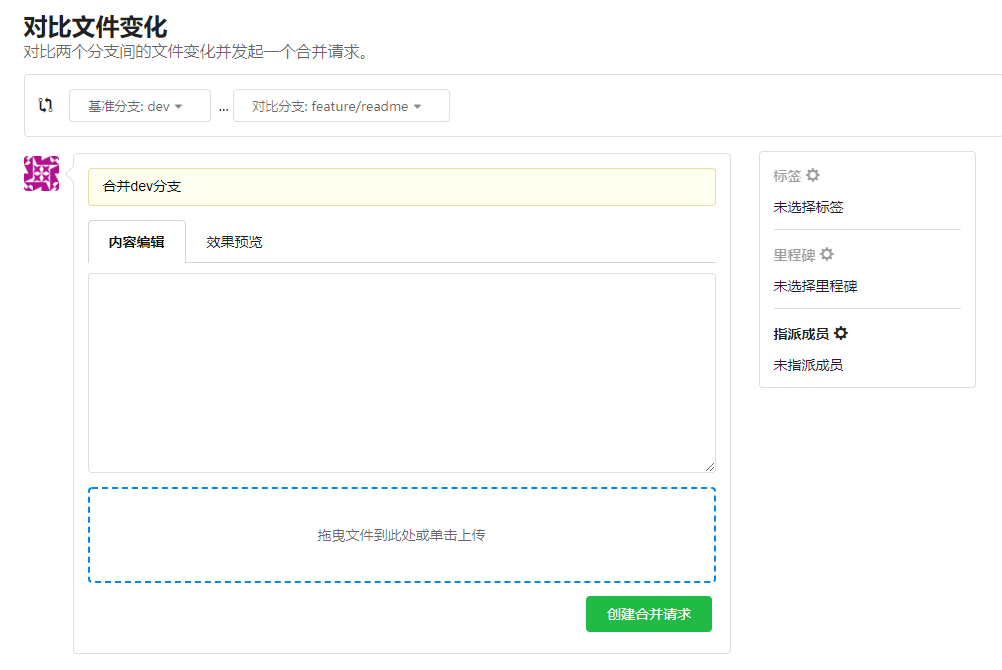 对比文件变化
对比两个分支间的文件变化并发起一个合并请求。
基准分支: dev ... 对比分支: feature/readme
合并dev分支
内容编辑 效果预览
拖曳文件到此处或单击上传
创建合并请求
标签
未选择标签
里程碑
未选择里程碑
指派成员
未指派成员